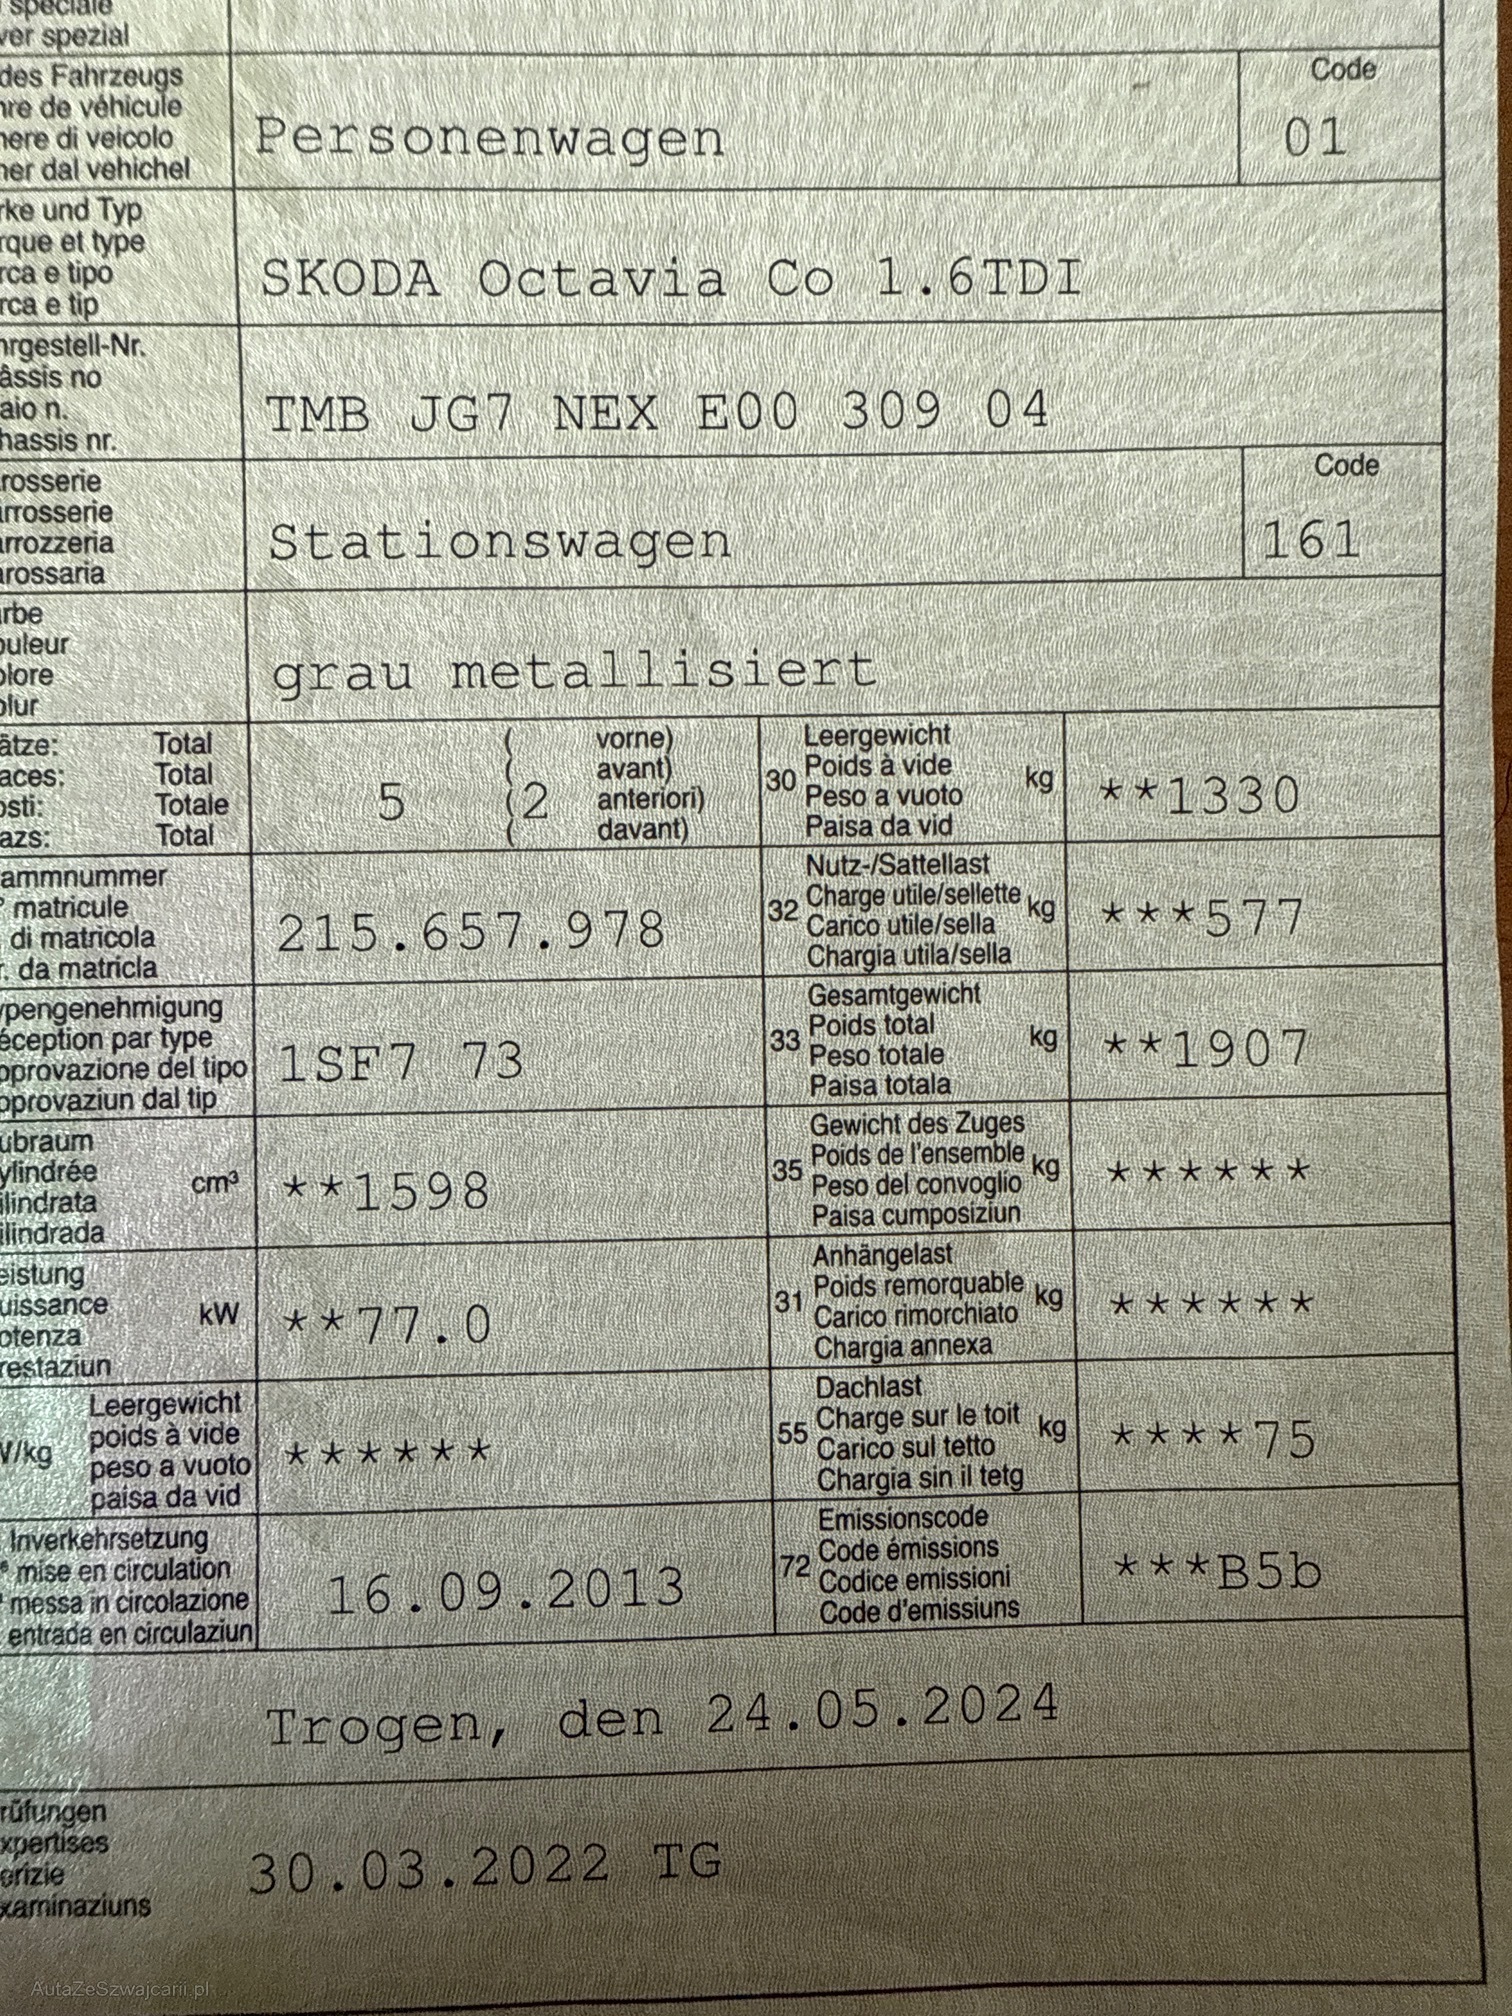 speciale
ver spezial
des Fahrzeugs
nre de véhicule
nere di veicolo
ner dal vehichel
Personenwagen
Code
01
rke und Typ
rque et type
rca e tipo
rca e tip
SKODA Octavia Co 1.6TDI
hrgestell-Nr.
âssis no
aio n.
hassis nr.
TMB JG7 NEX E00 309 04
rosserie
arrosserie
arrozzeria
arossaria
Stationswagen
Code
161
arbe
ouleur
olore
olur
grau metallisiert
ätze: Total
aces: Total
osti: Totale
azs: Total
5
( vorne)
( avant)
(2 anteriori)
( davant)
30
Leergewicht
Poids à vide
Peso a vuoto
Paisa da vid
kg
**1330
ammnummer
° matricule
di matricola
r. da matricla
215.657.978
32
Nutz-/Sattellast
Charge utile/sellette
Carico utile/sella
Chargia utila/sella
kg
***577
ypengenehmigung
éception par type
pprovazione del tipo
pprovaziun dal tip
1SF7 73
33
Gesamtgewicht
Poids total
Peso totale
Paisa totala
kg
**1907
ubraum
ylindrée
ilindrata
ilindrada
cm³
**1598
35
Gewicht des Zuges
Poids de l'ensemble
Peso del convoglio
Paisa cumposiziun
kg
******
eistung
uissance
otenza
restaziun
kW
**77.0
31
Anhängelast
Poids remorquable
Carico rimorchiato
Chargia annexa
kg
******
V/kg
Leergewicht
poids à vide
peso a vuoto
paisa da vid
******
55
Dachlast
Charge sur le toit
Carico sul tetto
Chargia sin il tetg
kg
****75
Inverkehrsetzung
e mise en circulation
messa in circolazione
entrada en circulaziun
16.09.2013
72
Emissionscode
Code émissions
Codice emissioni
Code d'emissiuns
***B5b
Trogen, den 24.05.2024
rüfungen
xpertises
erizie
xaminaziuns
30.03.2022 TG
AutaZeSzwajcarii.pl